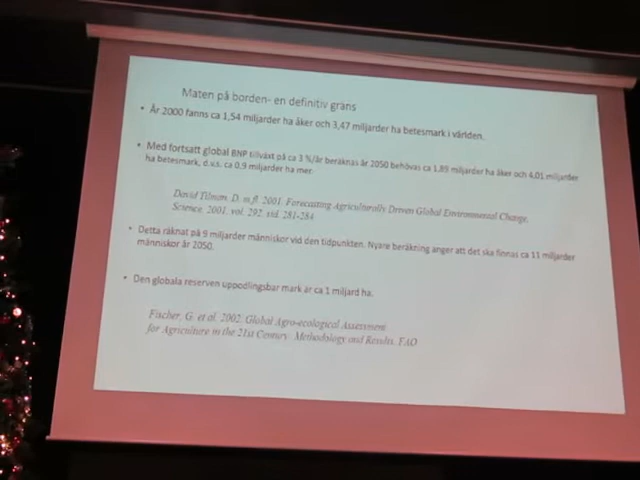 Maten på borden- en definitiv gräns
• År 2000 fanns ca 1,54 miljarder ha åker och 3,47 miljarder ha betesmark i världen.
• Med fortsatt global BNP tillväxt på ca 3 %/år beräknas år 2050 behövas ca 1,89 miljarder ha åker och 4,01 miljarder
ha betesmark, d.v.s. ca 0.9 miljarder ha mer.
David Tilman, D. m.fl. 2001. Forecasting Agriculturally Driven Global Environmental Change,
Science, 2001. vol. 292. sid. 281-284
• Detta räknat på 9 miljarder människor vid den tidpunkten. Nyare beräkning anger att det ska finnas ca 11 miljarder
människor år 2050.
• Den globala reserven uppodlingsbar mark är ca 1 miljard ha.
Fischer, G. et al. 2002. Global Agro-ecological Assessment
for Agriculture in the 21st Century: Methodology and Results. FAO